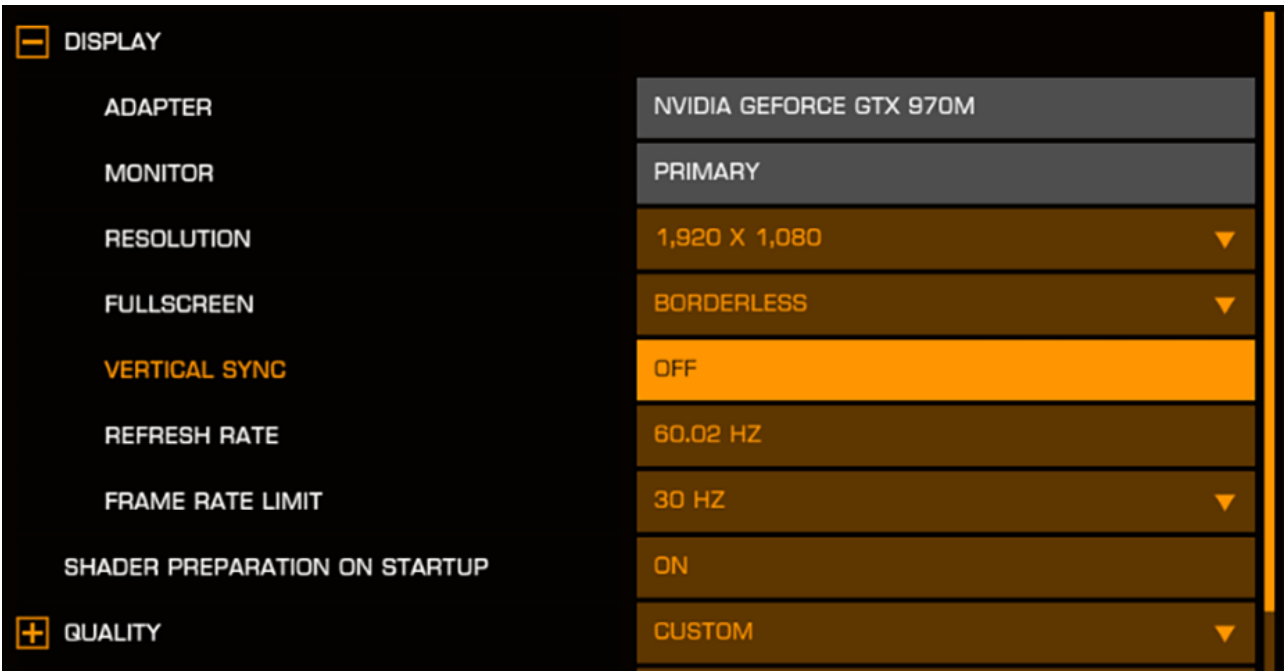 DISPLAY
ADAPTER NVIDIA GEFORCE GTX 970M
MONITOR PRIMARY
RESOLUTION 1,920 X 1,080
FULLSCREEN BORDERLESS
VERTICAL SYNC OFF
REFRESH RATE 60.02 HZ
FRAME RATE LIMIT 30 HZ
SHADER PREPARATION ON STARTUP ON
QUALITY CUSTOM